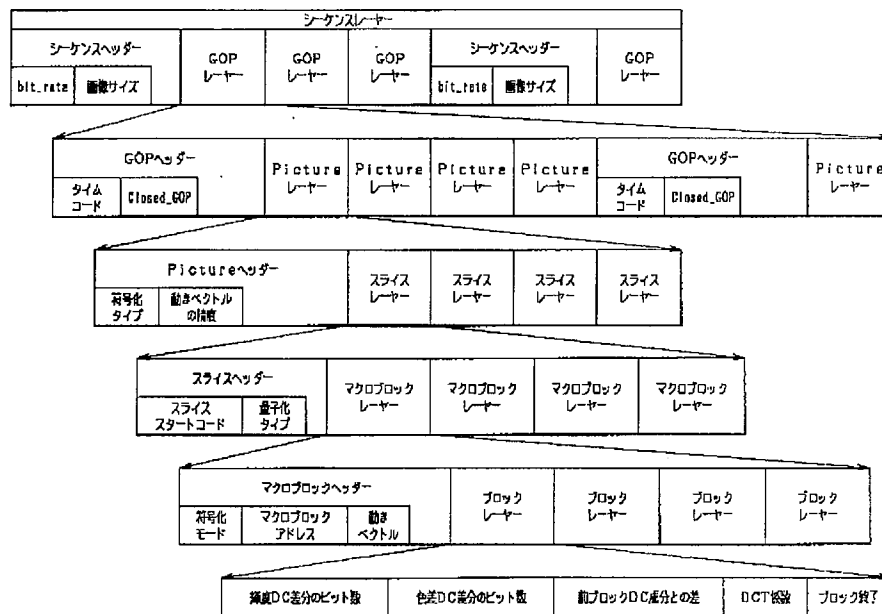 シーケンスレーヤー
シーケンスヘッダー
bit_rate
画像サイズ
GOP
レーヤー
GOP
レーヤー
GOP
レーヤー
シーケンスヘッダー
bit_rate
画像サイズ
GOP
レーヤー
GOPヘッダー
タイム
コード
Closed_GOP
Picture
レーヤー
Picture
レーヤー
Picture
レーヤー
Picture
レーヤー
GOPヘッダー
タイム
コード
Closed_GOP
Picture
レーヤー
Pictureヘッダー
符号化
タイプ
動きベクトル
の精度
スライス
レーヤー
スライス
レーヤー
スライス
レーヤー
スライス
レーヤー
スライスヘッダー
スライス
スタートコード
量子化
タイプ
マクロブロック
レーヤー
マクロブロック
レーヤー
マクロブロック
レーヤー
マクロブロック
レーヤー
マクロブロックヘッダー
符号化
モード
マクロブロック
アドレス
動き
ベクトル
ブロック
レーヤー
ブロック
レーヤー
ブロック
レーヤー
ブロック
レーヤー
輝度DC差分のビット数
色差DC差分のビット数
前ブロックDC成分との差
DCT係数
ブロック終了